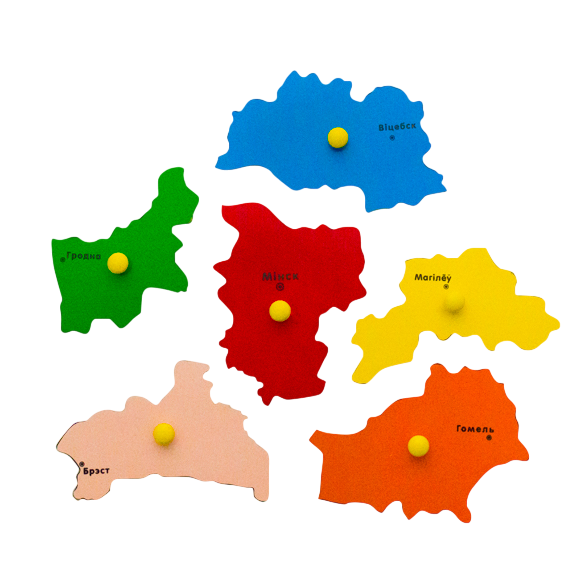 Віцебск
Гродна
Мінск
Магілёў
Гомель
Брэст